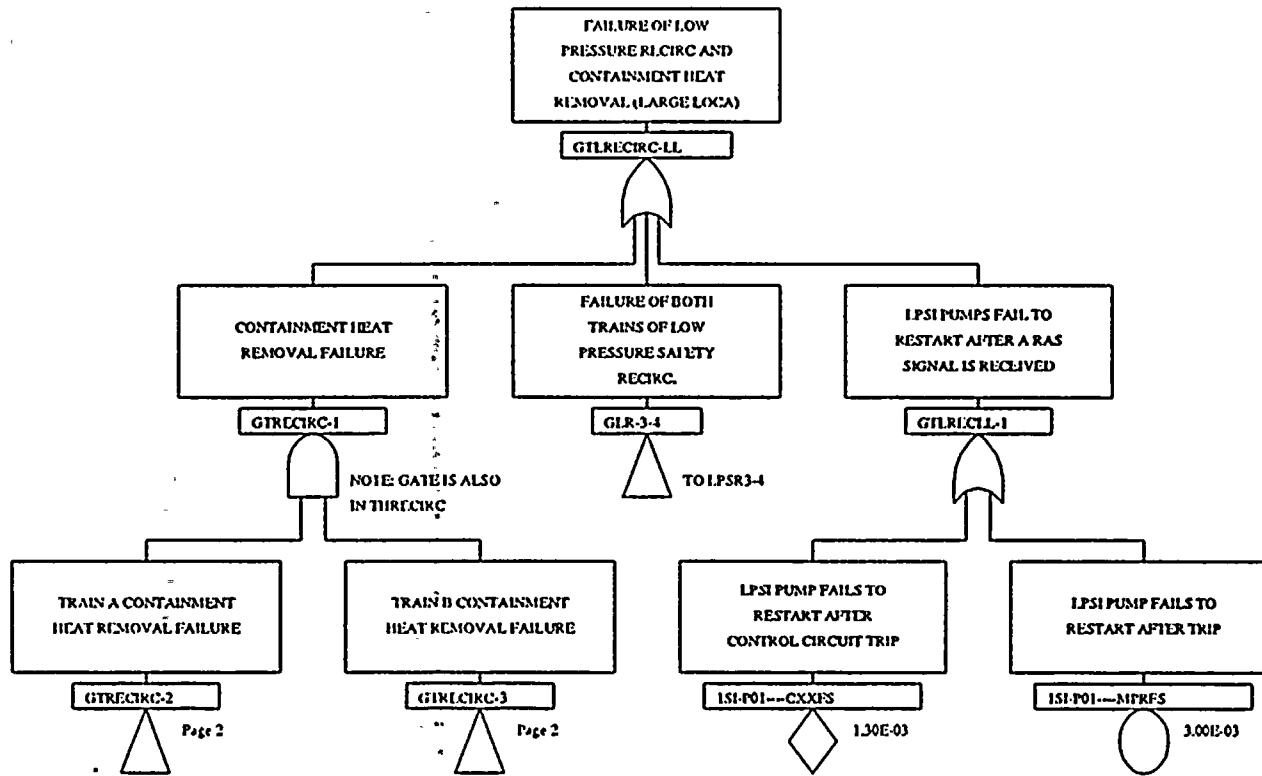 FAILURE OF LOW
PRESSURE RECIRC AND
CONTAINMENT HEAT
REMOVAL (LARGE LOCA)
GTLRECIRC-LL
CONTAINMENT HEAT
REMOVAL FAILURE
GTRECIRC-1
NOTE: GATE IS ALSO
IN THRECIRC
FAILURE OF BOTH
TRAINS OF LOW
PRESSURE SAFETY
RECIRC.
GLR-3-4
TO LPSR3-4
LPSI PUMPS FAIL TO
RESTART AFTER A RAS
SIGNAL IS RECEIVED
GTLRECLL-1
TRAIN A CONTAINMENT
HEAT REMOVAL FAILURE
GTRECIRC-2
Page 2
TRAIN B CONTAINMENT
HEAT REMOVAL FAILURE
GTRECIRC-3
Page 2
LPSI PUMP FAILS TO
RESTART AFTER
CONTROL CIRCUIT TRIP
LSI-P01---CXXFS
1.30E-03
LPSI PUMP FAILS TO
RESTART AFTER TRIP
LSI-P01---MPRFS
3.00E-03